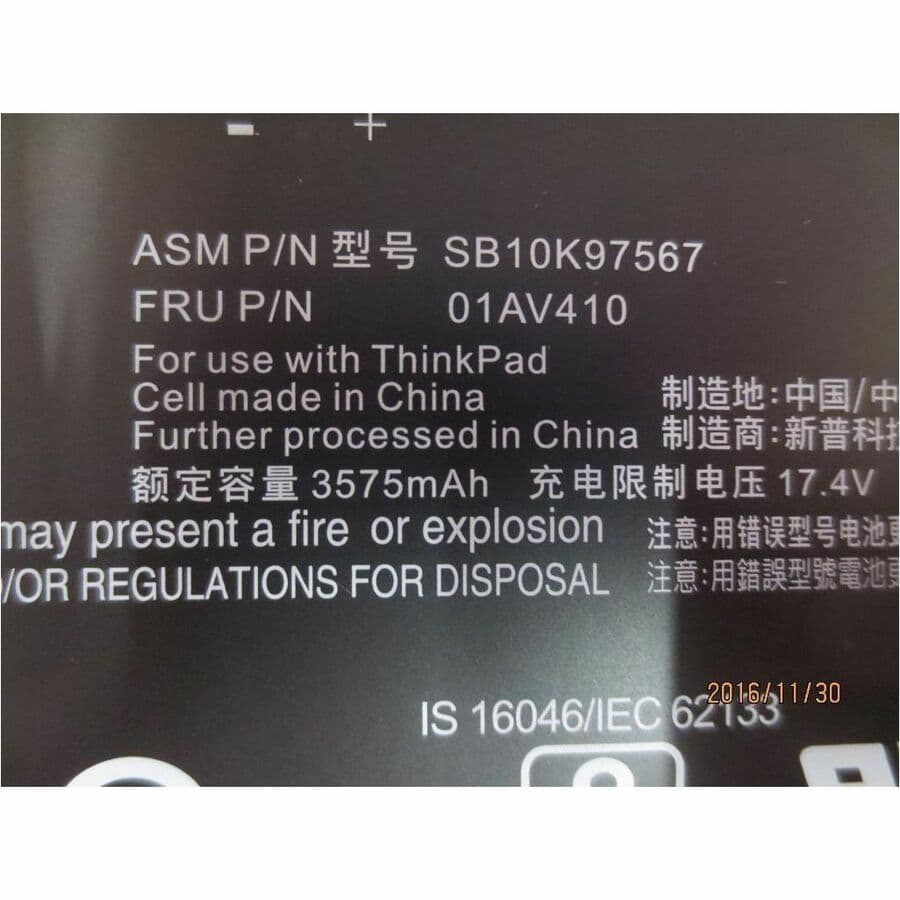 - +
ASM P/N 型号 SB10K97567
FRU P/N 01AV410
For use with ThinkPad
Cell made in China 制造地:中国/中
Further processed in China 制造商:新普科技
额定容量 3575mAh 充电限制电压 17.4V
may present a fire or explosion 注意:用错误型号电池更
/OR REGULATIONS FOR DISPOSAL 注意:用錯誤型號電池更
2016/11/30
IS 16046/IEC 62133